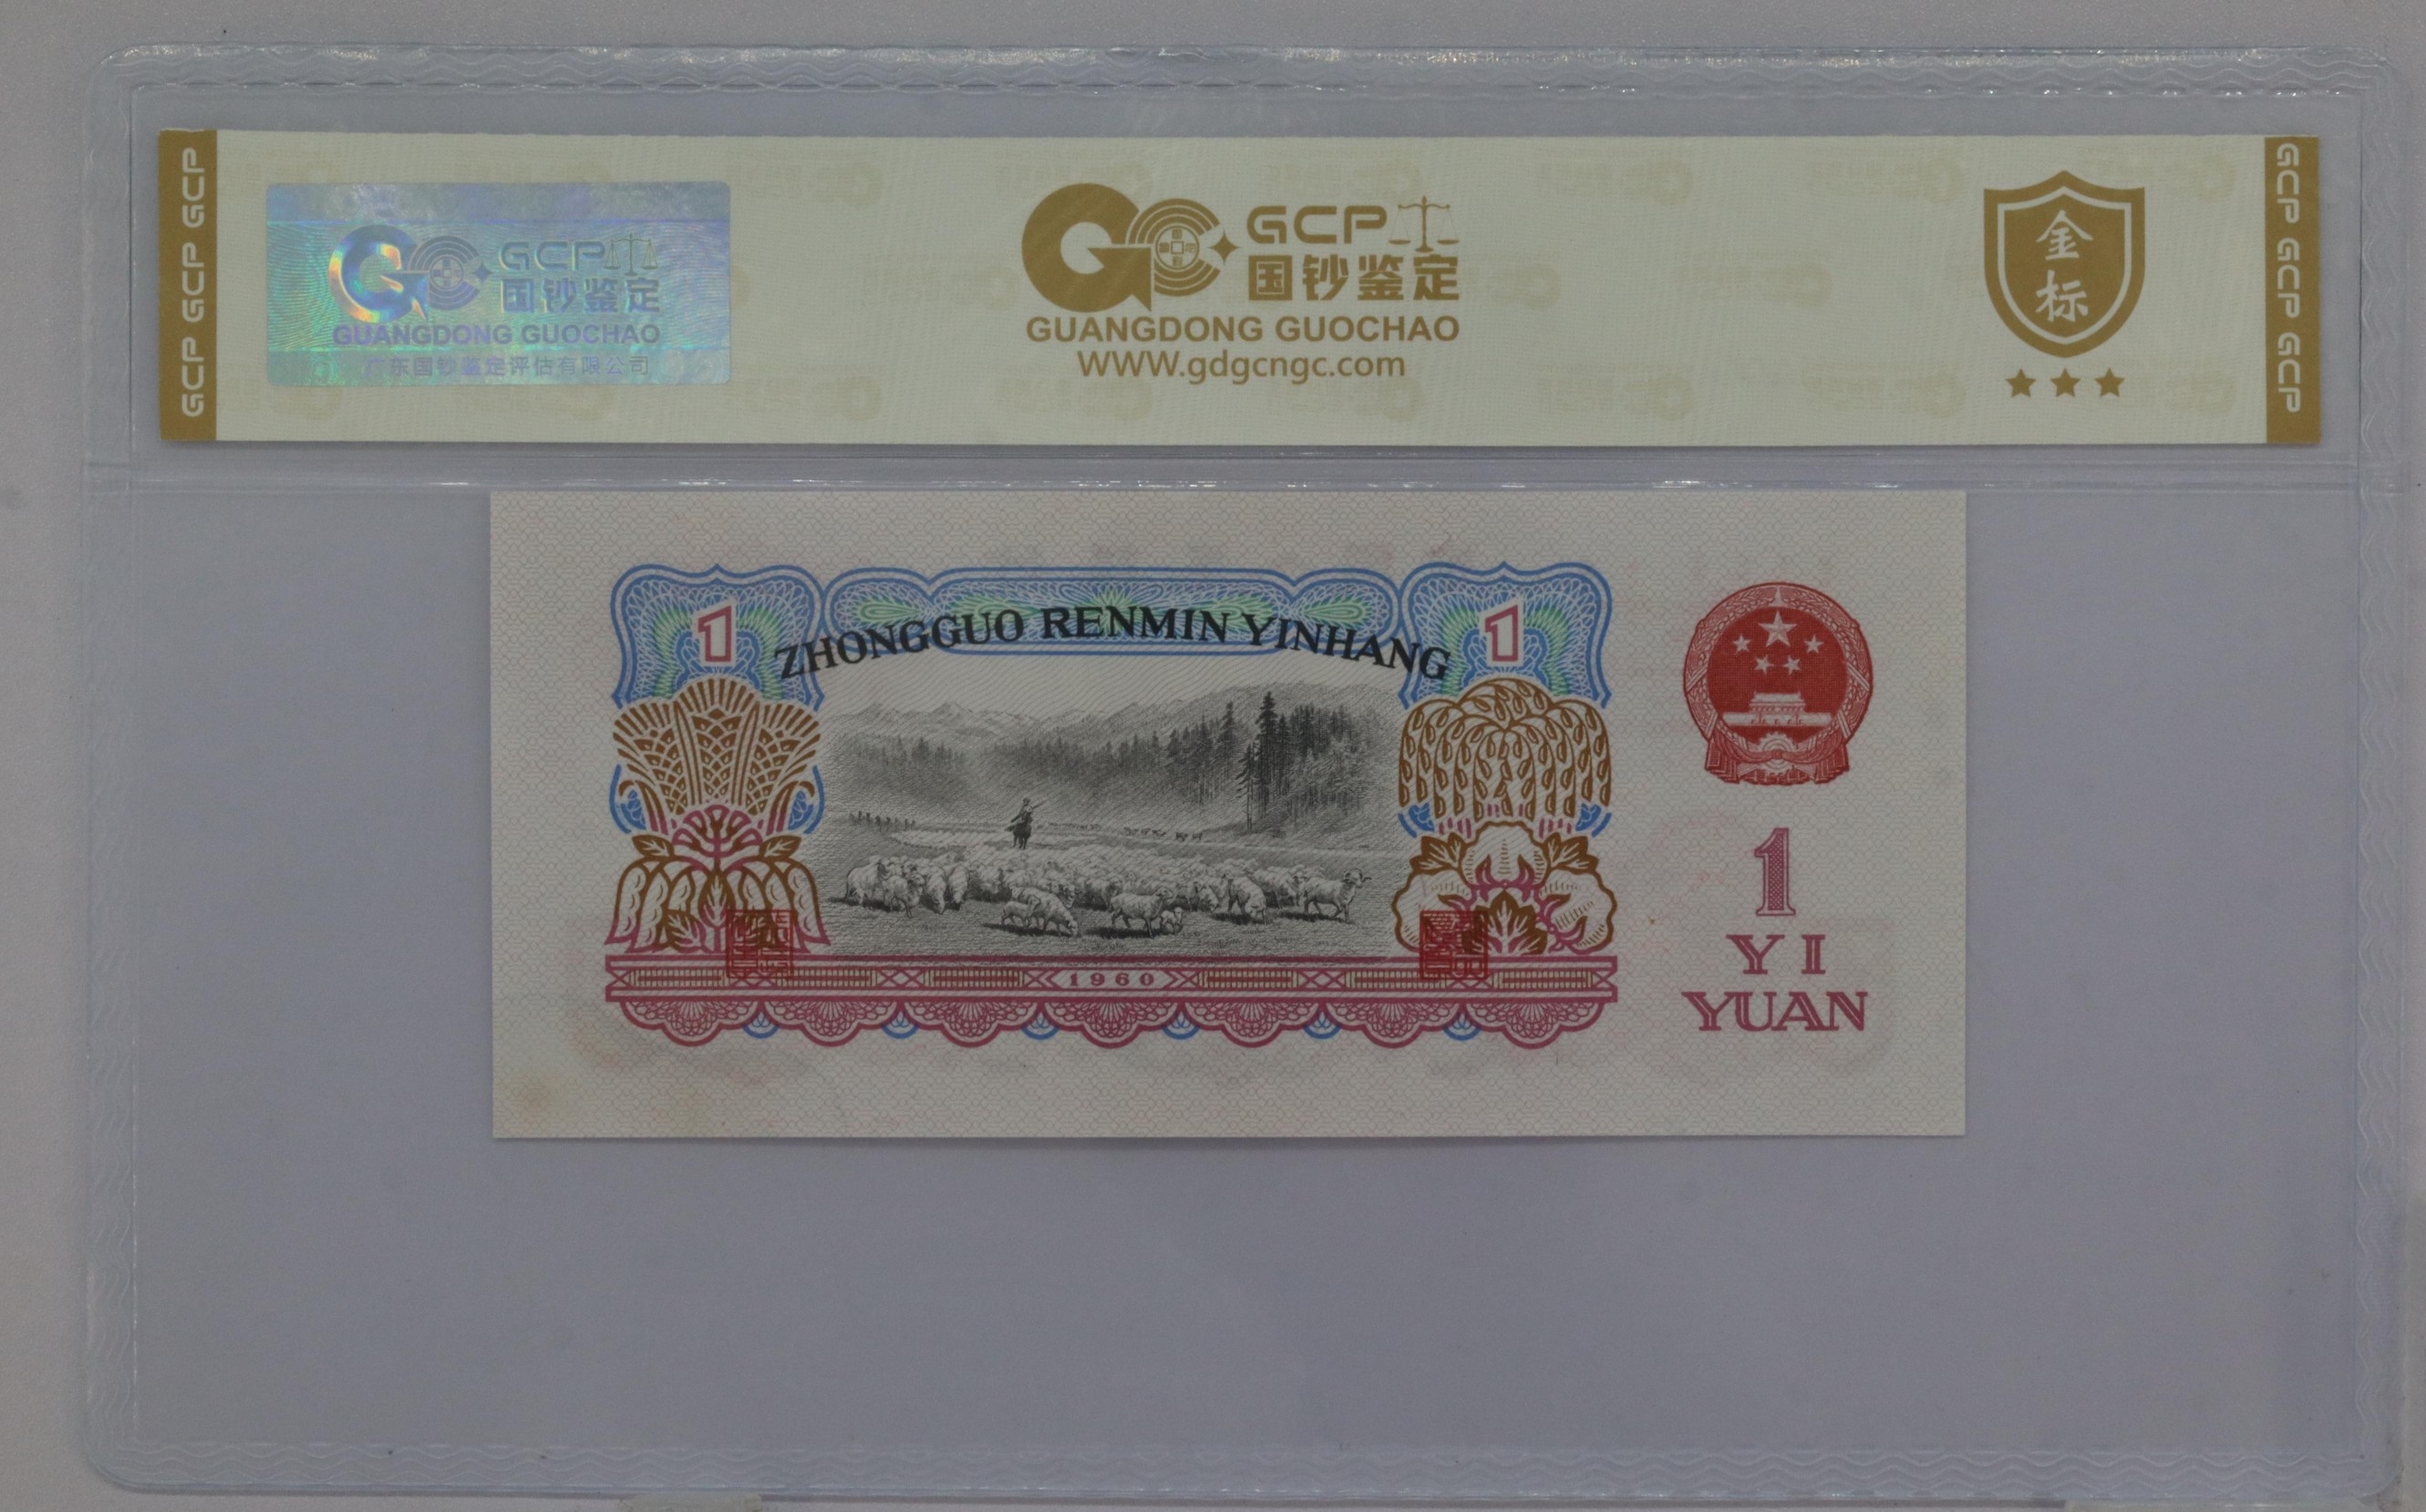 GCP GCP GCP
GCP
国钞鉴定
GUANGDONG GUOCHAO
广东国钞鉴定评估有限公司
GCP
国钞鉴定
GUANGDONG GUOCHAO
WWW.gdgcngc.com
金
标
GCP GCP GCP
1
ZHONGGUO RENMIN YINHANG
1
1960
1
YI
YUAN